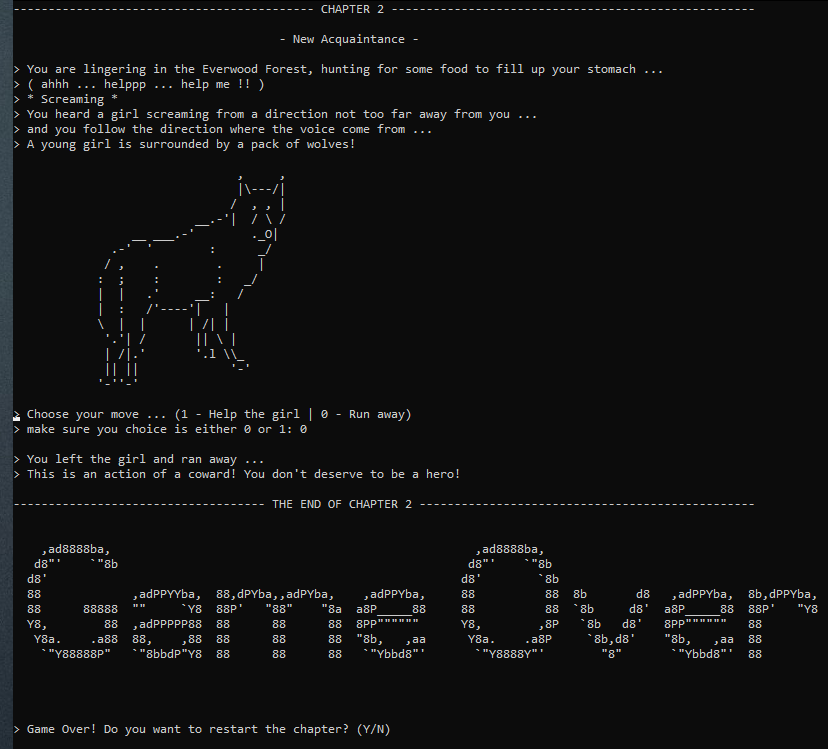 ---------------------------------------- CHAPTER 2 ----------------------------------------------------
- New Acquaintance -
> You are lingering in the Everwood Forest, hunting for some food to fill up your stomach ...
> ( ahhh ... helppp ... help me !! )
> * Screaming *
> You heard a girl screaming from a direction not too far away from you ...
> and you follow the direction where the voice come from ...
> A young girl is surrounded by a pack of wolves!
> Choose your move ... (1 - Help the girl | 0 - Run away)
> make sure you choice is either 0 or 1: 0
> You left the girl and ran away ...
> This is an action of a coward! You don't deserve to be a hero!
------------------------------------ THE END OF CHAPTER 2 ------------------------------------------------
Game Over
> Game Over! Do you want to restart the chapter? (Y/N)